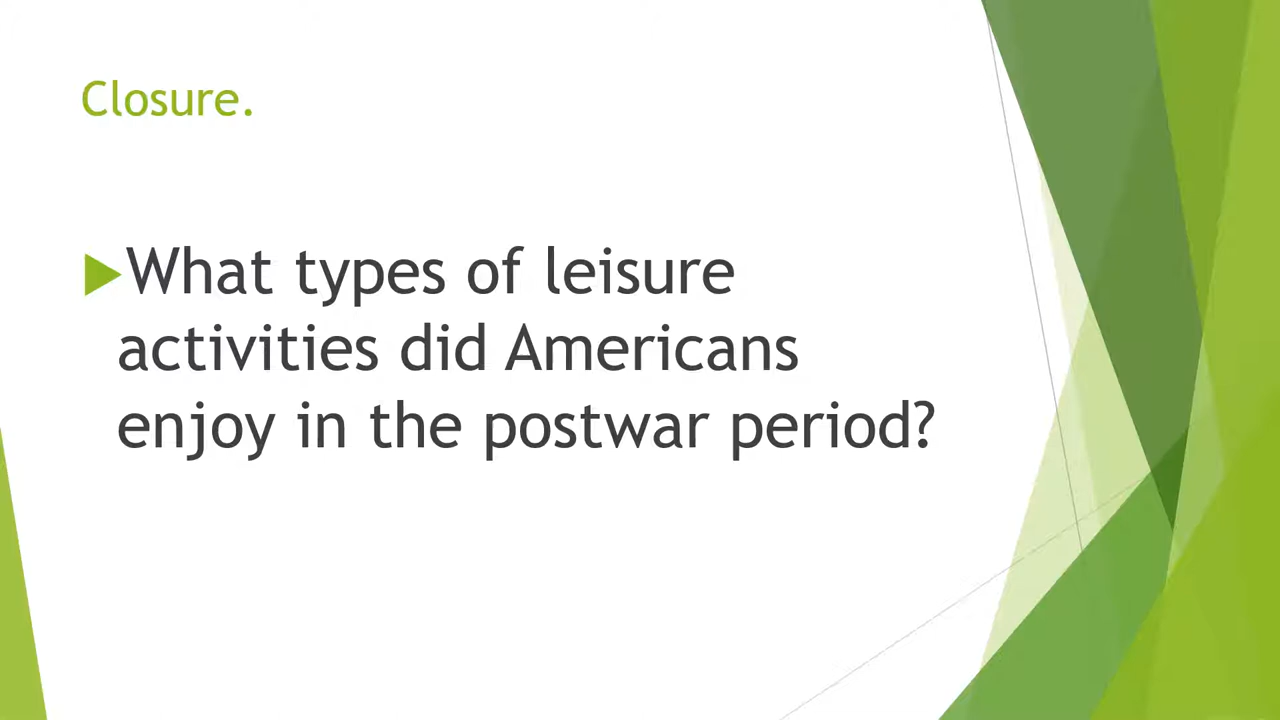 Closure.
What types of leisure
activities did Americans
enjoy in the postwar period?